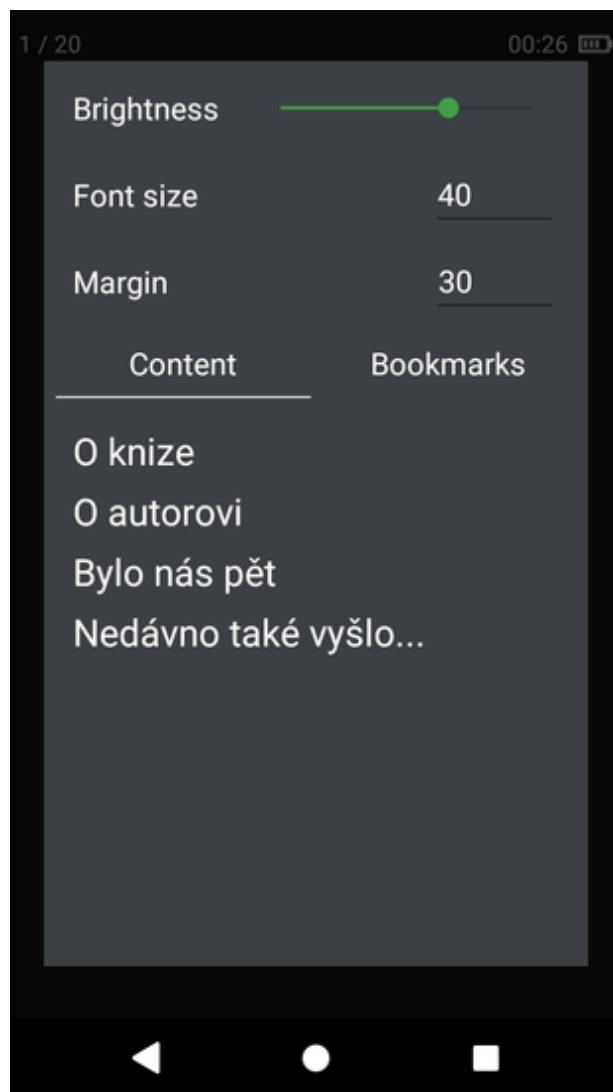 1 / 20 00:26
Brightness
Font size 40
Margin 30
Content Bookmarks
O knize
O autorovi
Bylo nás pět
Nedávno také vyšlo...